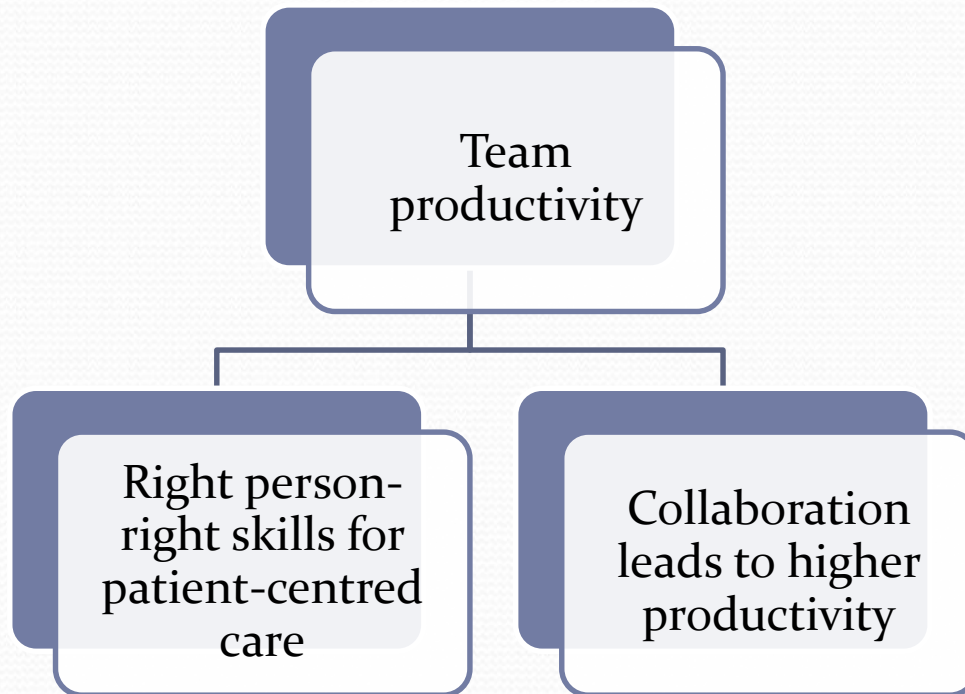 Team
productivity
Right person-
right skills for
patient-centred
care
Collaboration
leads to higher
productivity